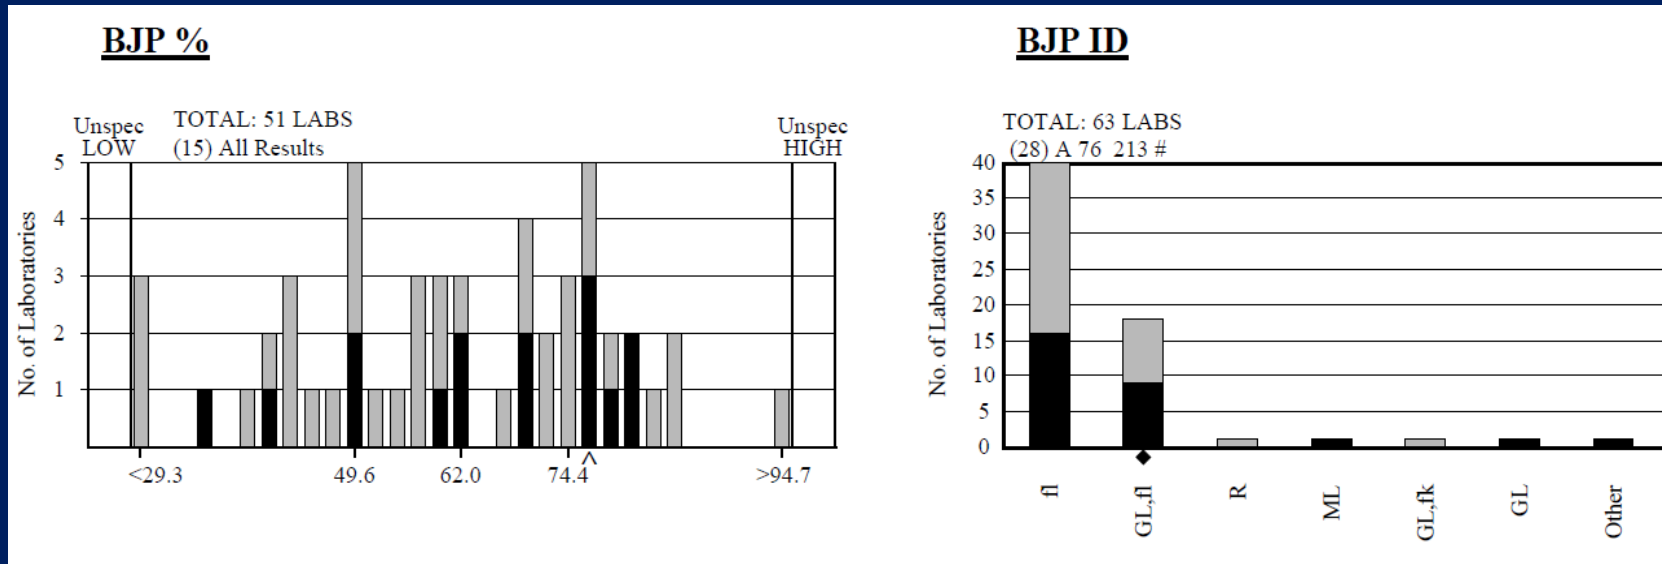 BJP %
Unspec
LOW
TOTAL: 51 LABS
(15) All Results
Unspec
HIGH
No. of Laboratories
5
4
3
2
1
<29.3
49.6
62.0
74.4
^
>94.7
BJP ID
TOTAL: 63 LABS
(28) A 76 213 #
No. of Laboratories
40
35
30
25
20
15
10
5
0
fl
GL,fl
R
ML
GL,fk
GL
Other